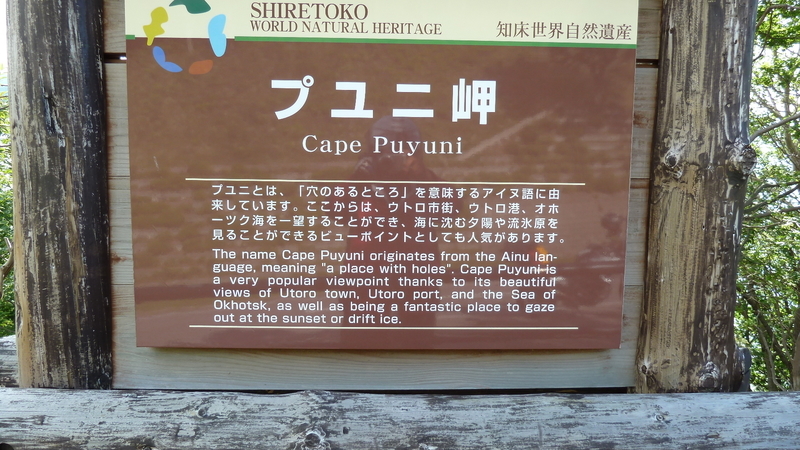 SHIRETOKO
WORLD NATURAL HERITAGE 知床世界自然遺産
プユニ岬
Cape Puyuni
プユニとは、「穴のあるところ」を意味するアイヌ語に由
来しています。ここからは、ウトロ市街、ウトロ港、オホ
ーツク海を一望することができ、海に沈む夕陽や流氷原を
見ることができるビューポイントとしても人気があります。
The name Cape Puyuni originates from the Ainu lan-
guage, meaning "a place with holes". Cape Puyuni is
a very popular viewpoint thanks to its beautiful
views of Utoro town, Utoro port, and the Sea of
Okhotsk, as well as being a fantastic place to gaze
out at the sunset or drift ice.